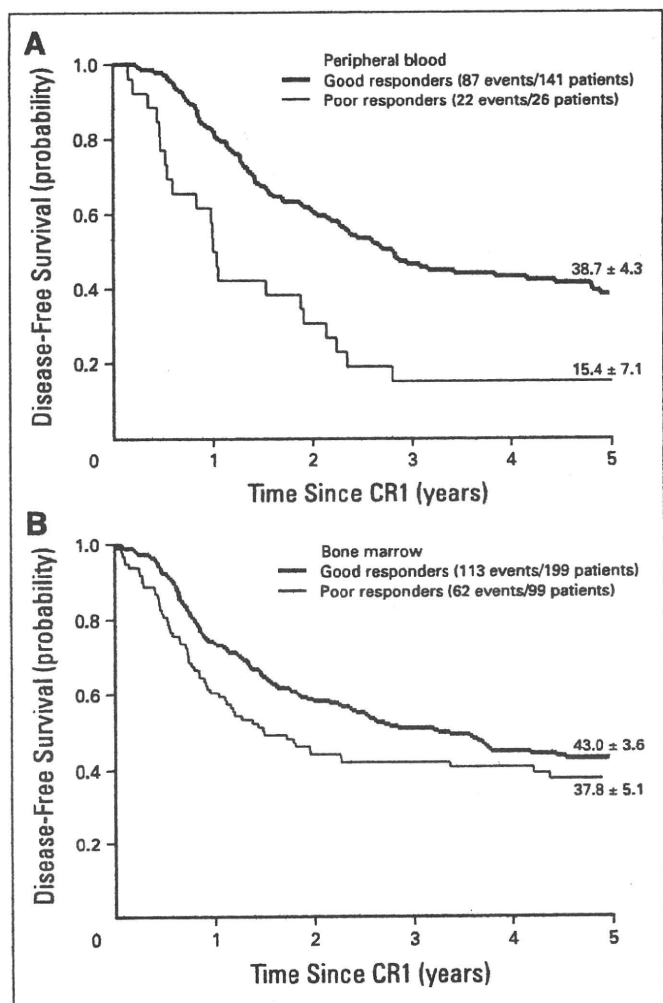 A
Peripheral blood
Good responders (87 events/141 patients)
Poor responders (22 events/26 patients)
Disease-Free Survival (probability)
1.0
0.8
0.6
0.4
0.2
38.7 ± 4.3
15.4 ± 7.1
0 1 2 3 4 5
Time Since CR1 (years)
B
Bone marrow
Good responders (113 events/199 patients)
Poor responders (62 events/99 patients)
Disease-Free Survival (probability)
1.0
0.8
0.6
0.4
0.2
43.0 ± 3.6
37.8 ± 5.1
0 1 2 3 4 5
Time Since CR1 (years)